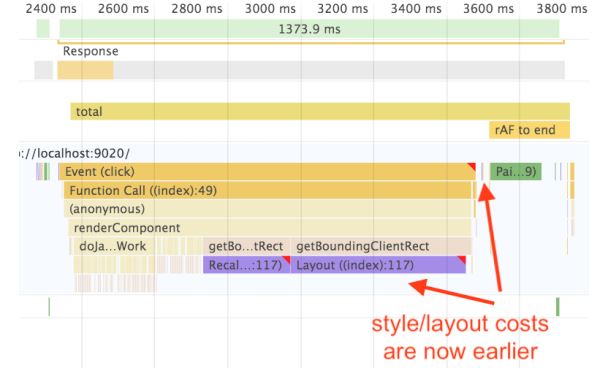 2400 ms 2600 ms 2800 ms 3000 ms 3200 ms 3400 ms 3600 ms 3800 ms
1373.9 ms
Response
total
rAF to end
://localhost:9020/
Event (click) Pai...9)
Function Call ((index):49)
(anonymous)
renderComponent
doJa...Work getBo...tRect getBoundingClientRect
Recal...:117) Layout ((index):117)
style/layout costs
are now earlier